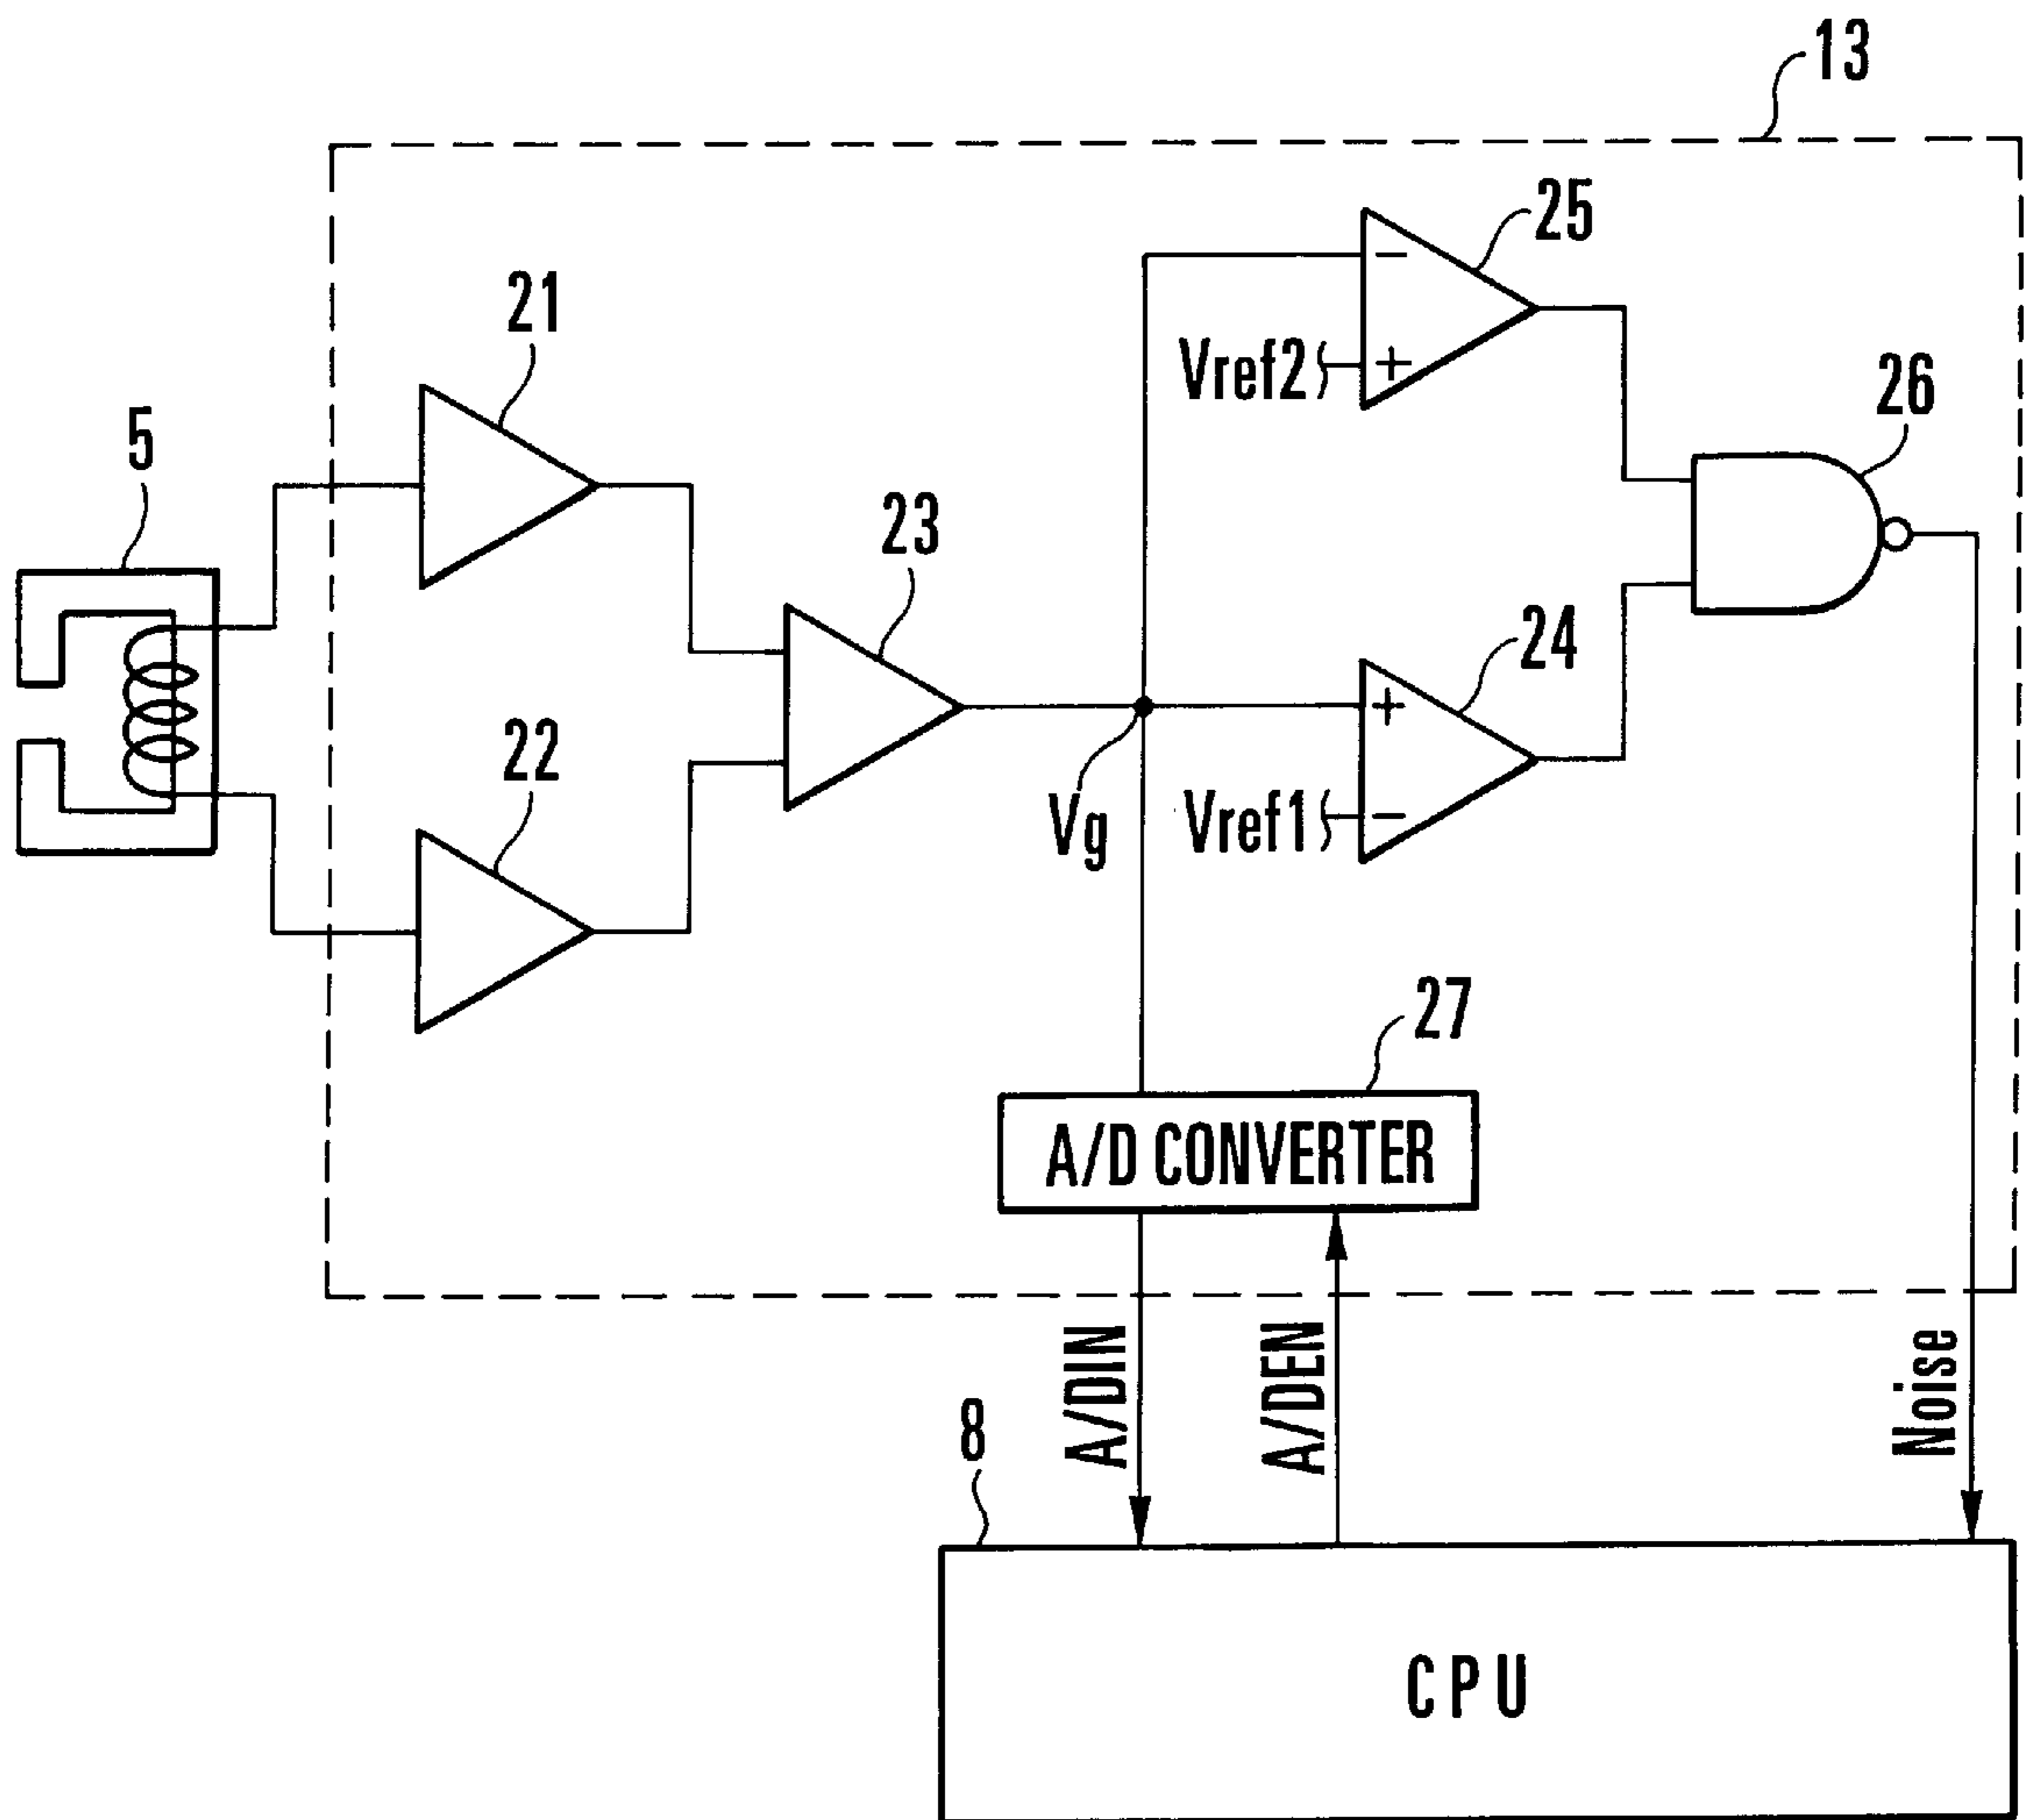 13
25
21
Vref2
26
5
23
24
22
Vg
Vref1
27
A/D CONVERTER
A/DIN
A/DEN
Noise
8
CPU